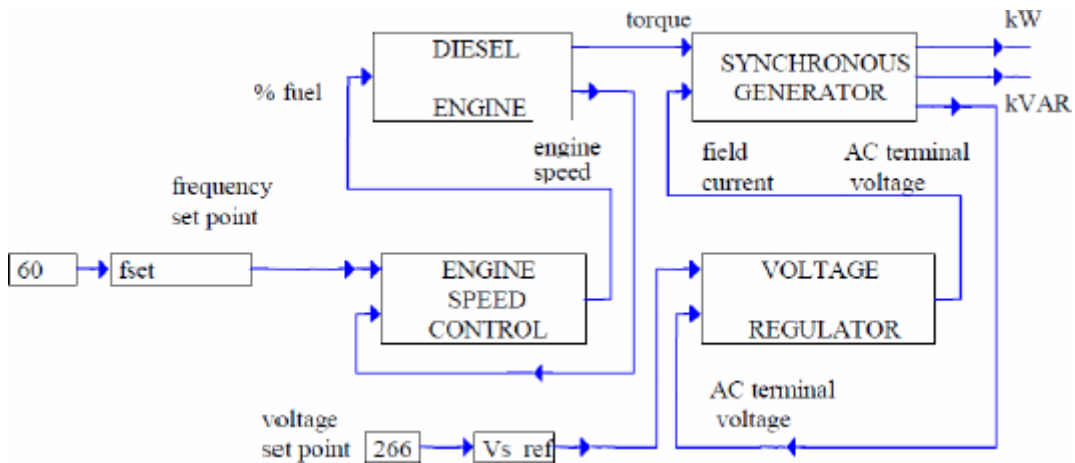 torque
kW
DIESEL
ENGINE
SYNCHRONOUS
GENERATOR
% fuel
kVAR
engine
speed
field
current
AC terminal
voltage
frequency
set point
60
fset
ENGINE
SPEED
CONTROL
VOLTAGE
REGULATOR
AC terminal
voltage
voltage
set point
266
Vs_ref